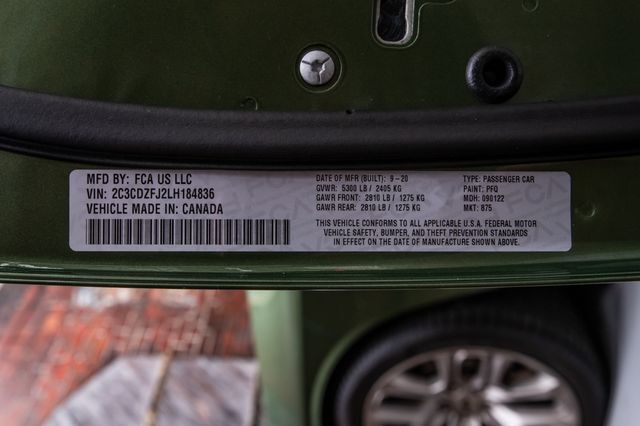 MFD BY: FCA US LLC
VIN: 2C3CDZFJ2LH184836
VEHICLE MADE IN: CANADA
DATE OF MFR (BUILT): 9-20
GVWR: 5300 LB / 2405 KG
GAWR FRONT: 2810 LB / 1275 KG
GAWR REAR: 2810 LB / 1275 KG
TYPE: PASSENGER CAR
PAINT: PFQ
MDH: 090122
MKT: 875
THIS VEHICLE CONFORMS TO ALL APPLICABLE U.S.A. FEDERAL MOTOR
VEHICLE SAFETY, BUMPER, AND THEFT PREVENTION STANDARDS
IN EFFECT ON THE DATE OF MANUFACTURE SHOWN ABOVE.